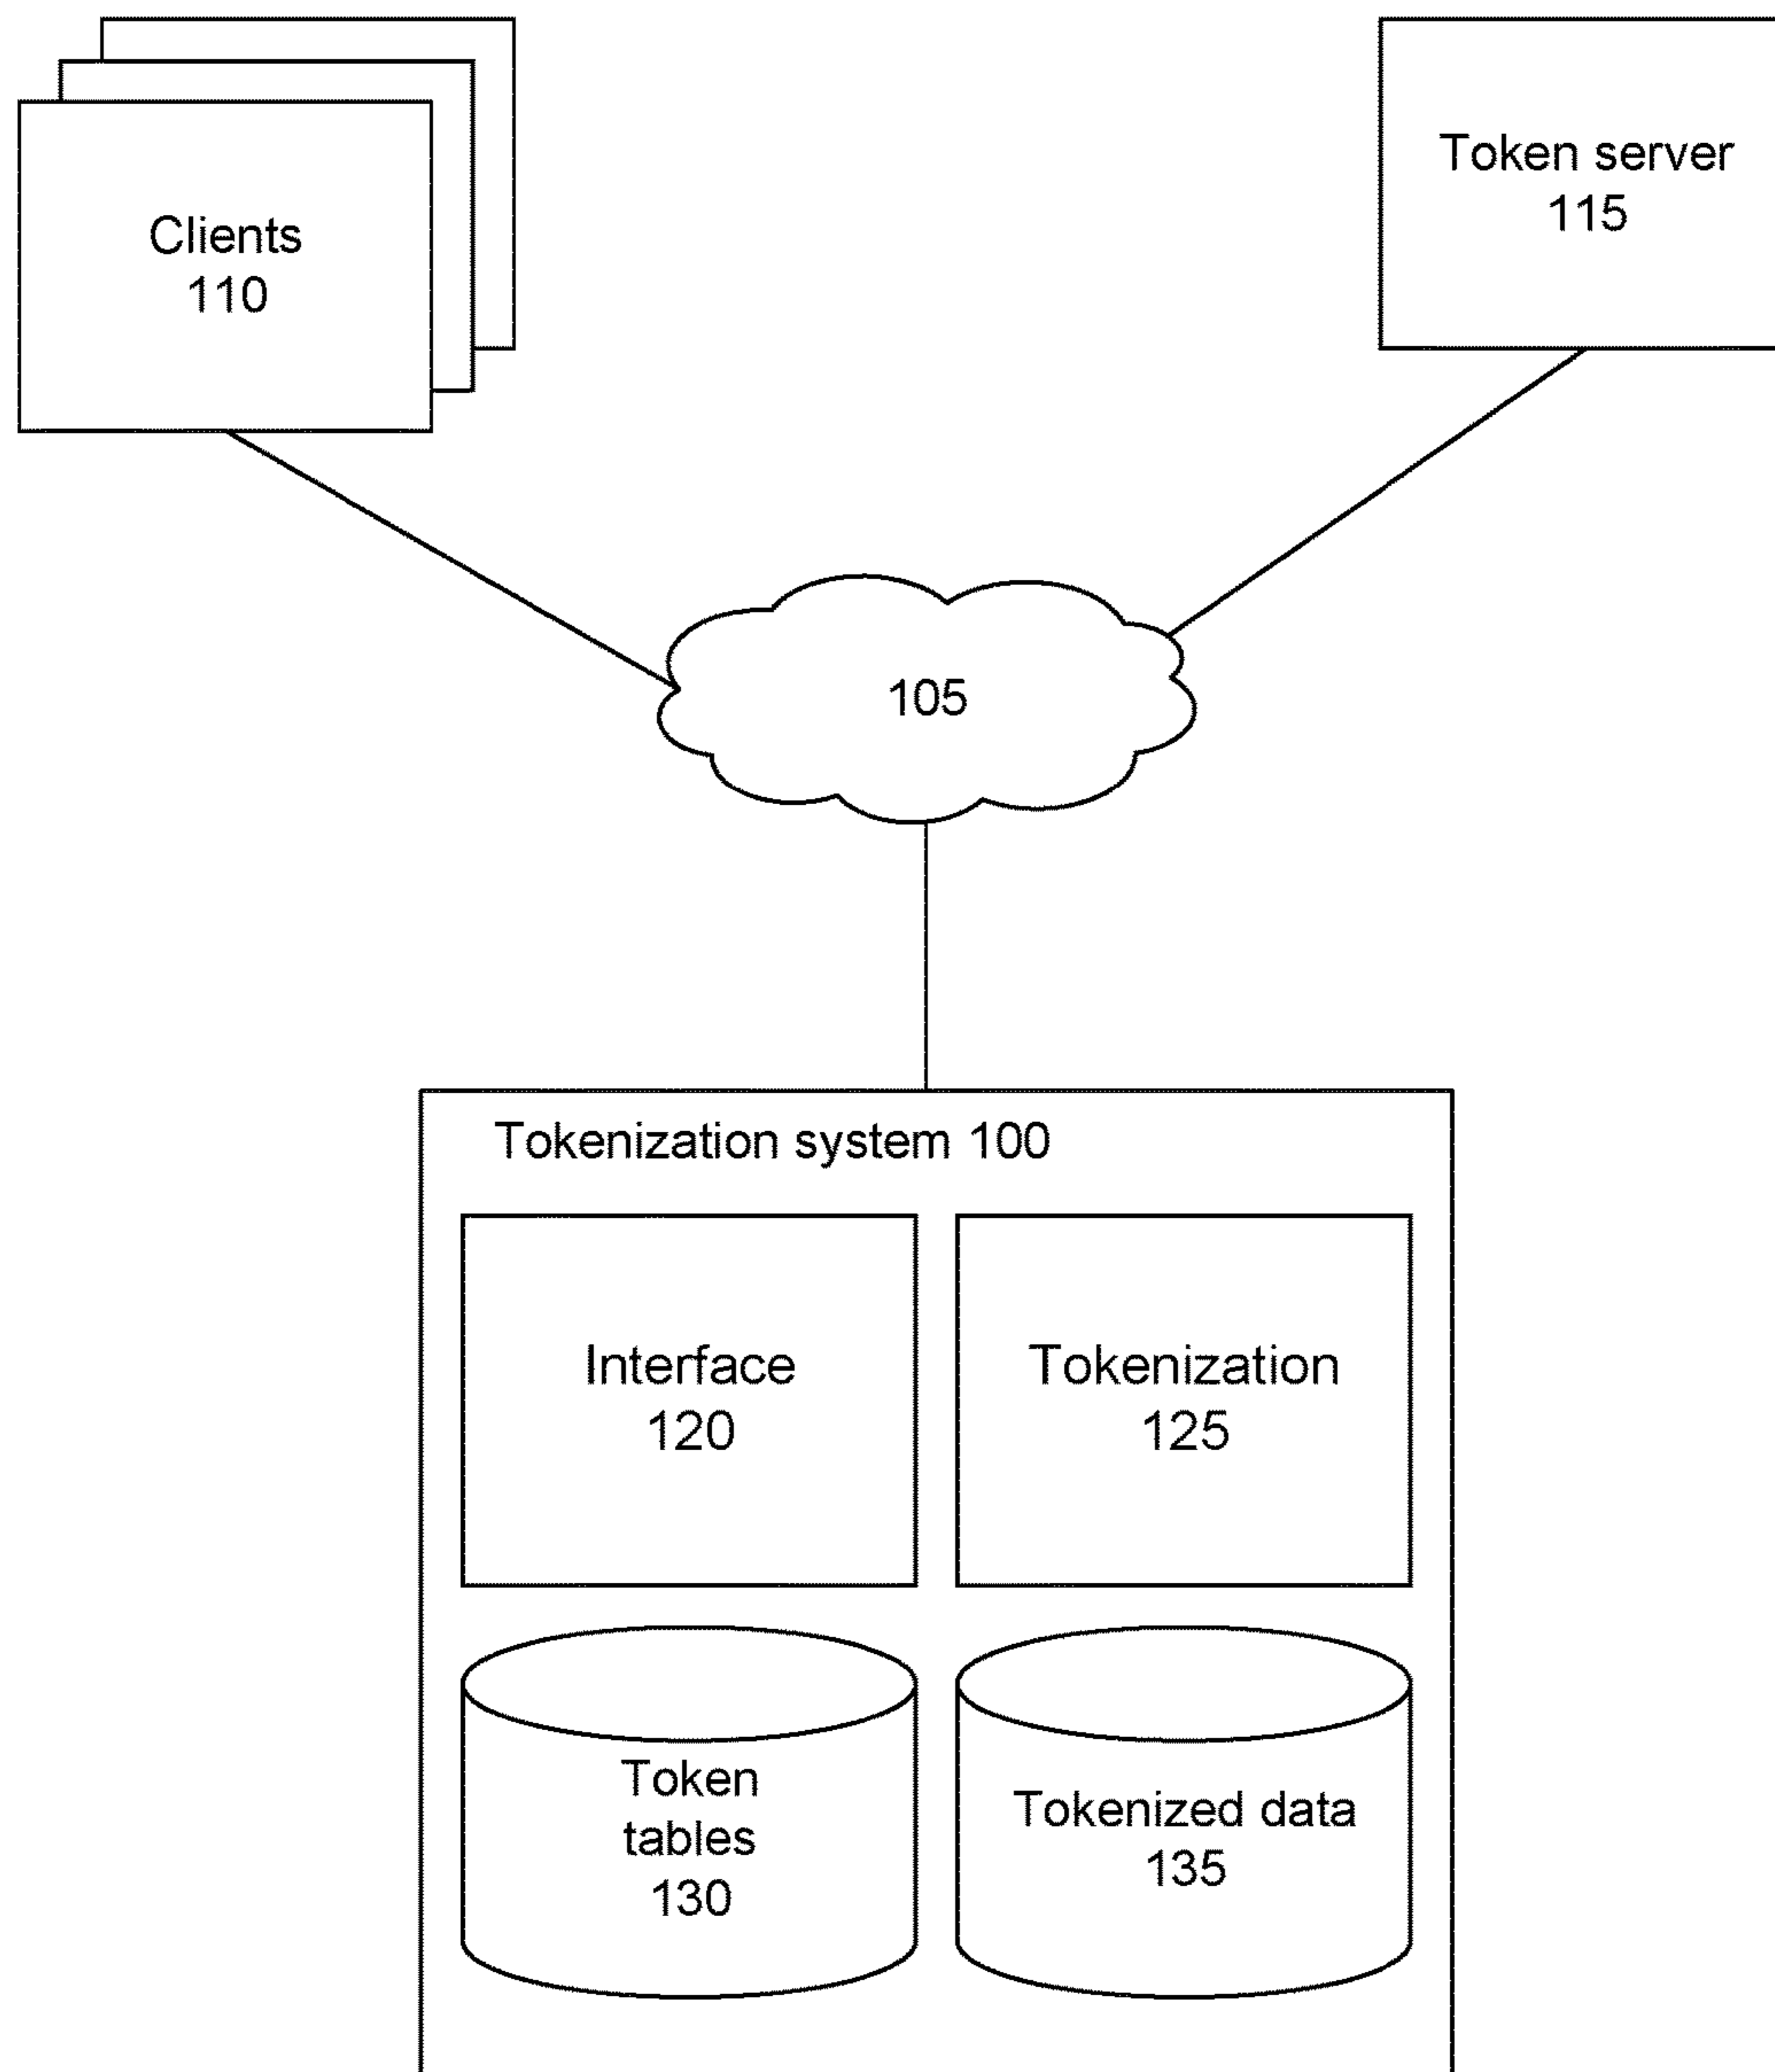 Clients
110
Token server
115
105
Tokenization system 100
Interface
120
Tokenization
125
Token
tables
130
Tokenized data
135